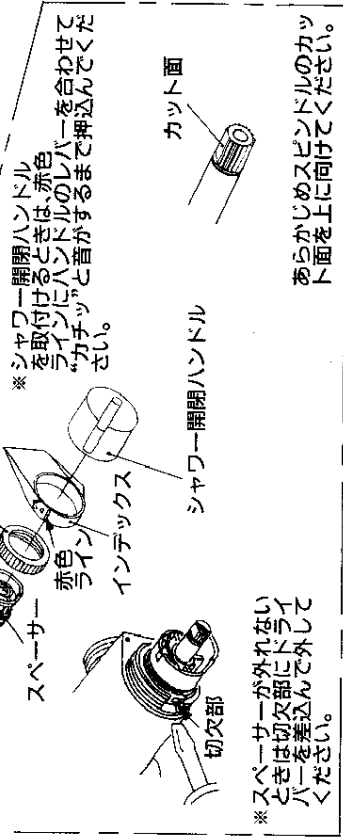 ※シャワー開閉ハンドル
を取付けるときは、赤色
ラインにハンドルのレバーを合わせて
“カチッ”と音がするまで押込んでくだ
さい。
スペーサー
赤色
ライン
インデックス
シャワー開閉ハンドル
カット面
あらかじめスピンドルのカッ
ト面を上に向けてください。
切欠部
※スペーサーが外れない
ときは切欠部にドライ
バーを差込んで外して
ください。